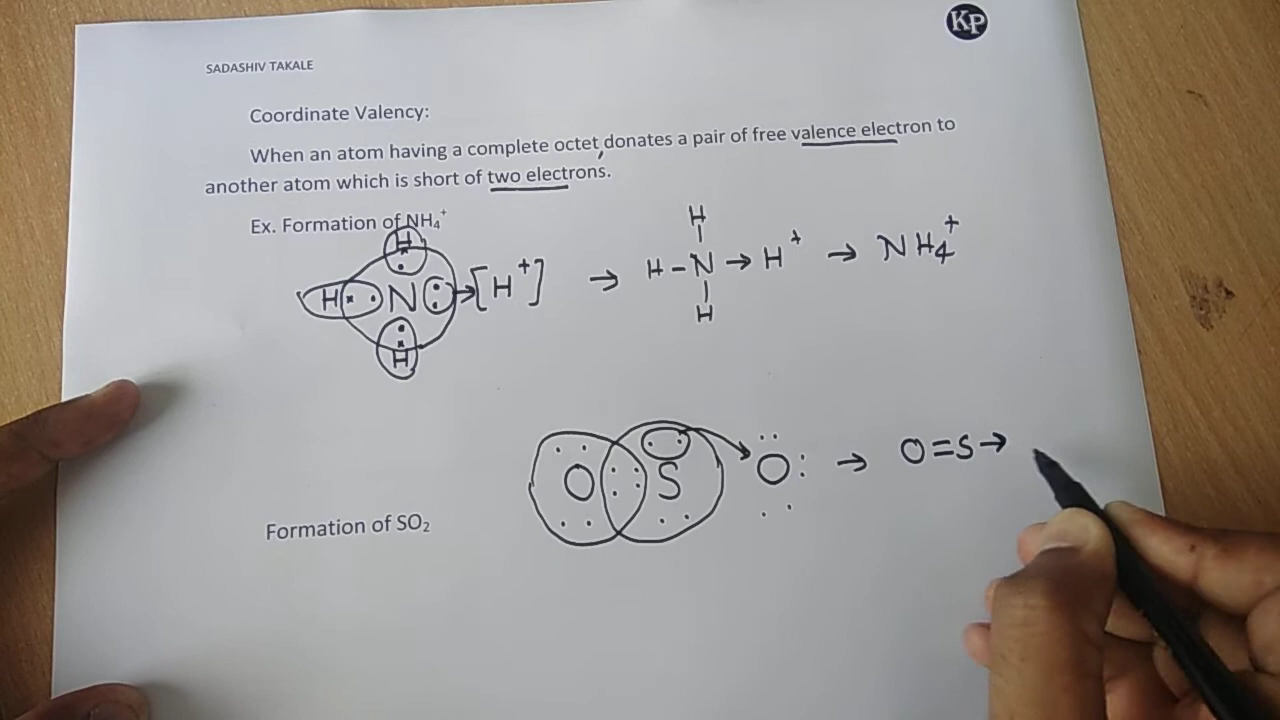 KP
SADASHIV TAKALE
Coordinate Valency:
When an atom having a complete octet, donates a pair of free valence electron to
another atom which is short of two electrons.
Ex. Formation of NH₄⁺
H
H × · N : → [H⁺] → H – N → H⁺ → NH₄⁺
H
H
H
O S O → O = S →
Formation of SO₂